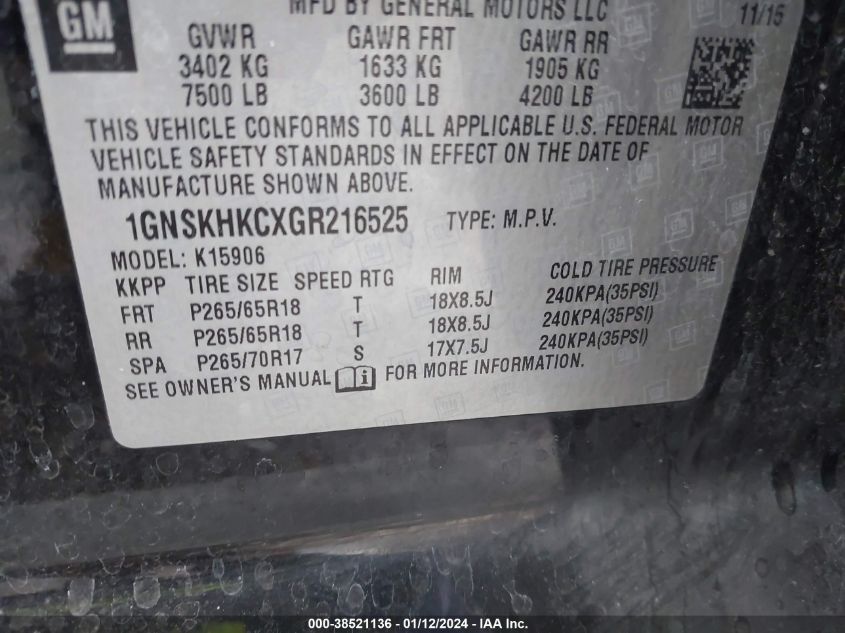 GM
MFD BY GENERAL MOTORS LLC 11/15
GVWR GAWR FRT GAWR RR
3402 KG 1633 KG 1905 KG
7500 LB 3600 LB 4200 LB
THIS VEHICLE CONFORMS TO ALL APPLICABLE U.S. FEDERAL MOTOR
VEHICLE SAFETY STANDARDS IN EFFECT ON THE DATE OF
MANUFACTURE SHOWN ABOVE.
1GNSKHKCXGR216525 TYPE: M.P.V.
MODEL: K15906
KKPP TIRE SIZE SPEED RTG RIM COLD TIRE PRESSURE
FRT P265/65R18 T 18X8.5J 240KPA(35PSI)
RR P265/65R18 T 18X8.5J 240KPA(35PSI)
SPA P265/70R17 S 17X7.5J 240KPA(35PSI)
SEE OWNER'S MANUAL i FOR MORE INFORMATION.
000-38521136 - 01/12/2024 - IAA Inc.